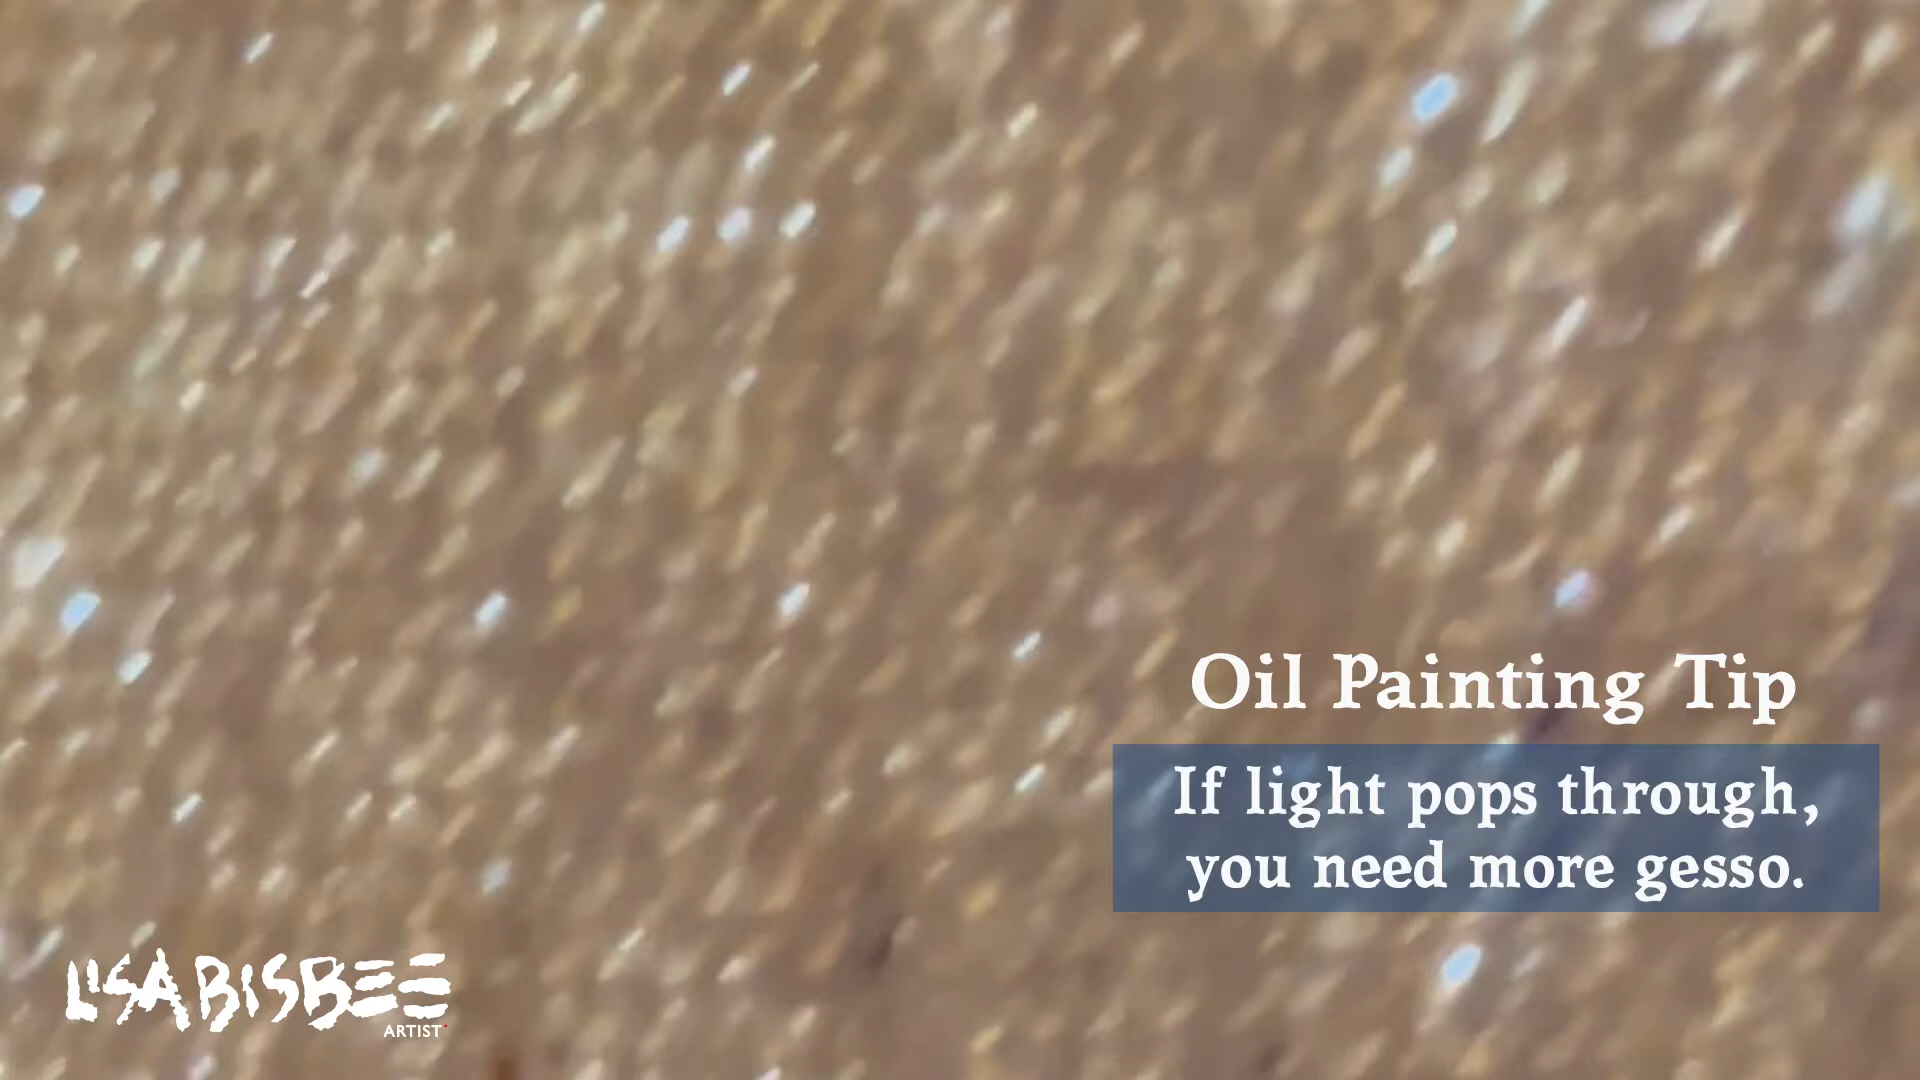 Oil Painting Tip
If light pops through,
you need more gesso.
LISA BISBEE
ARTIST